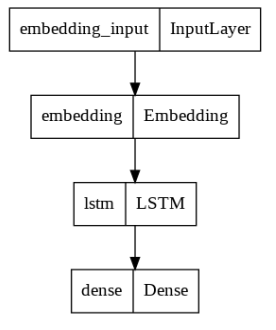 embedding_input InputLayer
embedding Embedding
lstm LSTM
dense Dense